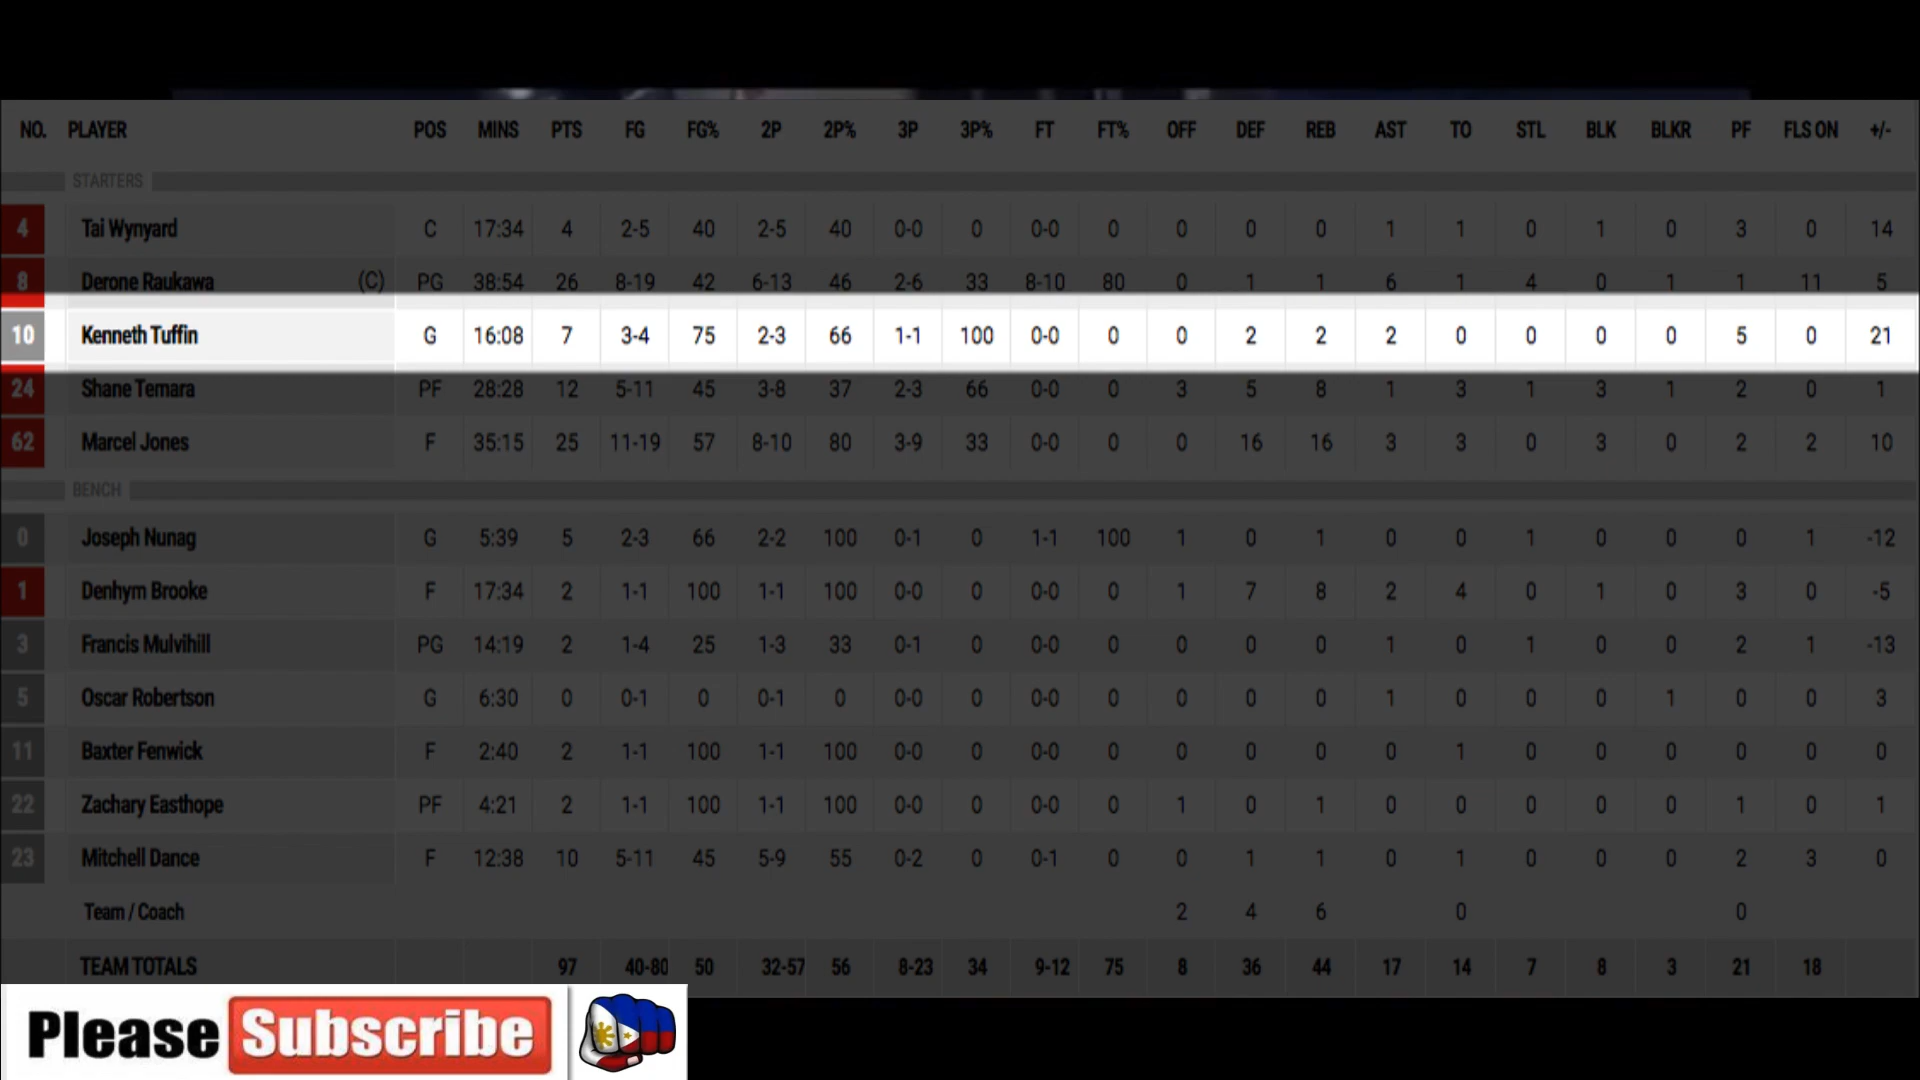 NO. PLAYER POS MINS PTS FG FG% 2P 2P% 3P 3P% FT FT% OFF DEF REB AST TO STL BLK BLKR PF FLS ON +/-
STARTERS
4 Tai Wynyard C 17:34 4 2-5 40 2-5 40 0-0 0 0-0 0 0 0 0 1 1 0 1 0 3 0 14
8 Derone Raukawa (C) PG 38:54 26 8-19 42 6-13 46 2-6 33 8-10 80 0 1 1 6 1 4 0 1 1 11 5
10 Kenneth Tuffin G 16:08 7 3-4 75 2-3 66 1-1 100 0-0 0 0 2 2 2 0 0 0 0 5 0 21
24 Shane Temara PF 28:28 12 5-11 45 3-8 37 2-3 66 0-0 0 3 5 8 1 3 1 3 1 2 0 1
62 Marcel Jones F 35:15 25 11-19 57 8-10 80 3-9 33 0-0 0 0 16 16 3 3 0 3 0 2 2 10
BENCH
0 Joseph Nunag G 5:39 5 2-3 66 2-2 100 0-1 0 1-1 100 1 0 1 0 0 1 0 0 0 1 -12
1 Denhym Brooke F 17:34 2 1-1 100 1-1 100 0-0 0 0-0 0 1 7 8 2 4 0 1 0 3 0 -5
3 Francis Mulvihill PG 14:19 2 1-4 25 1-3 33 0-1 0 0-0 0 0 0 0 1 0 1 0 0 2 1 -13
5 Oscar Robertson G 6:30 0 0-1 0 0-1 0 0-0 0 0-0 0 0 0 0 1 0 0 0 1 0 0 3
11 Baxter Fenwick F 2:40 2 1-1 100 1-1 100 0-0 0 0-0 0 0 0 0 0 1 0 0 0 0 0 0
22 Zachary Easthope PF 4:21 2 1-1 100 1-1 100 0-0 0 0-0 0 1 0 1 0 0 0 0 0 1 0 1
23 Mitchell Dance F 12:38 10 5-11 45 5-9 55 0-2 0 0-1 0 0 1 1 0 1 0 0 0 2 3 0
Team / Coach 2 4 6 0 0
TEAM TOTALS 97 40-80 50 32-57 56 8-23 34 9-12 75 8 36 44 17 14 7 8 3 21 18
Please Subscribe